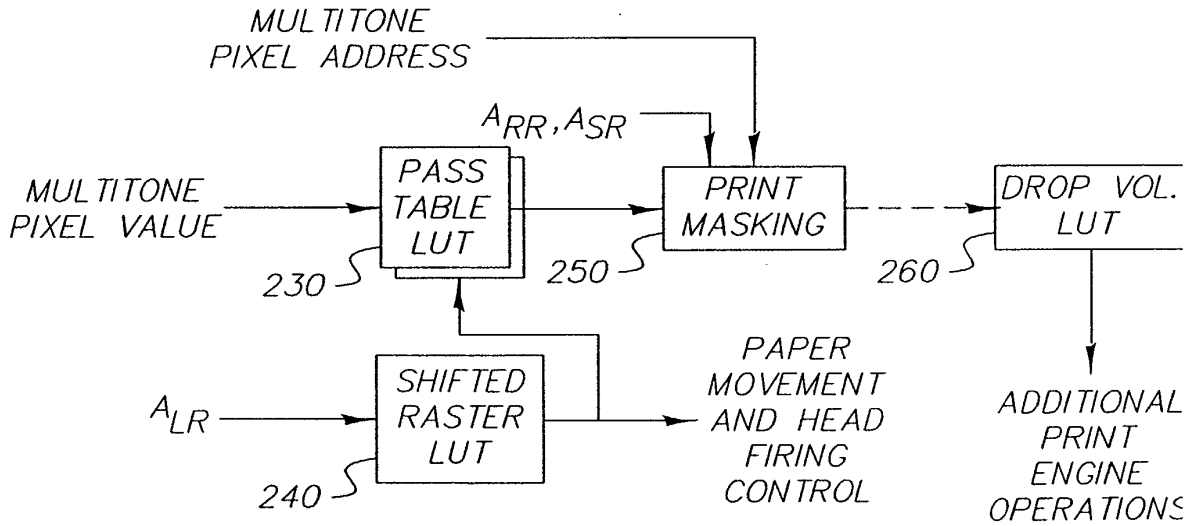 MULTITONE
PIXEL ADDRESS
A_RR, A_SR
MULTITONE
PIXEL VALUE
PASS
TABLE
LUT
230
PRINT
MASKING
250
DROP VOL.
LUT
260
A_LR
SHIFTED
RASTER
LUT
240
PAPER
MOVEMENT
AND HEAD
FIRING
CONTROL
ADDITIONAL
PRINT
ENGINE
OPERATIONS